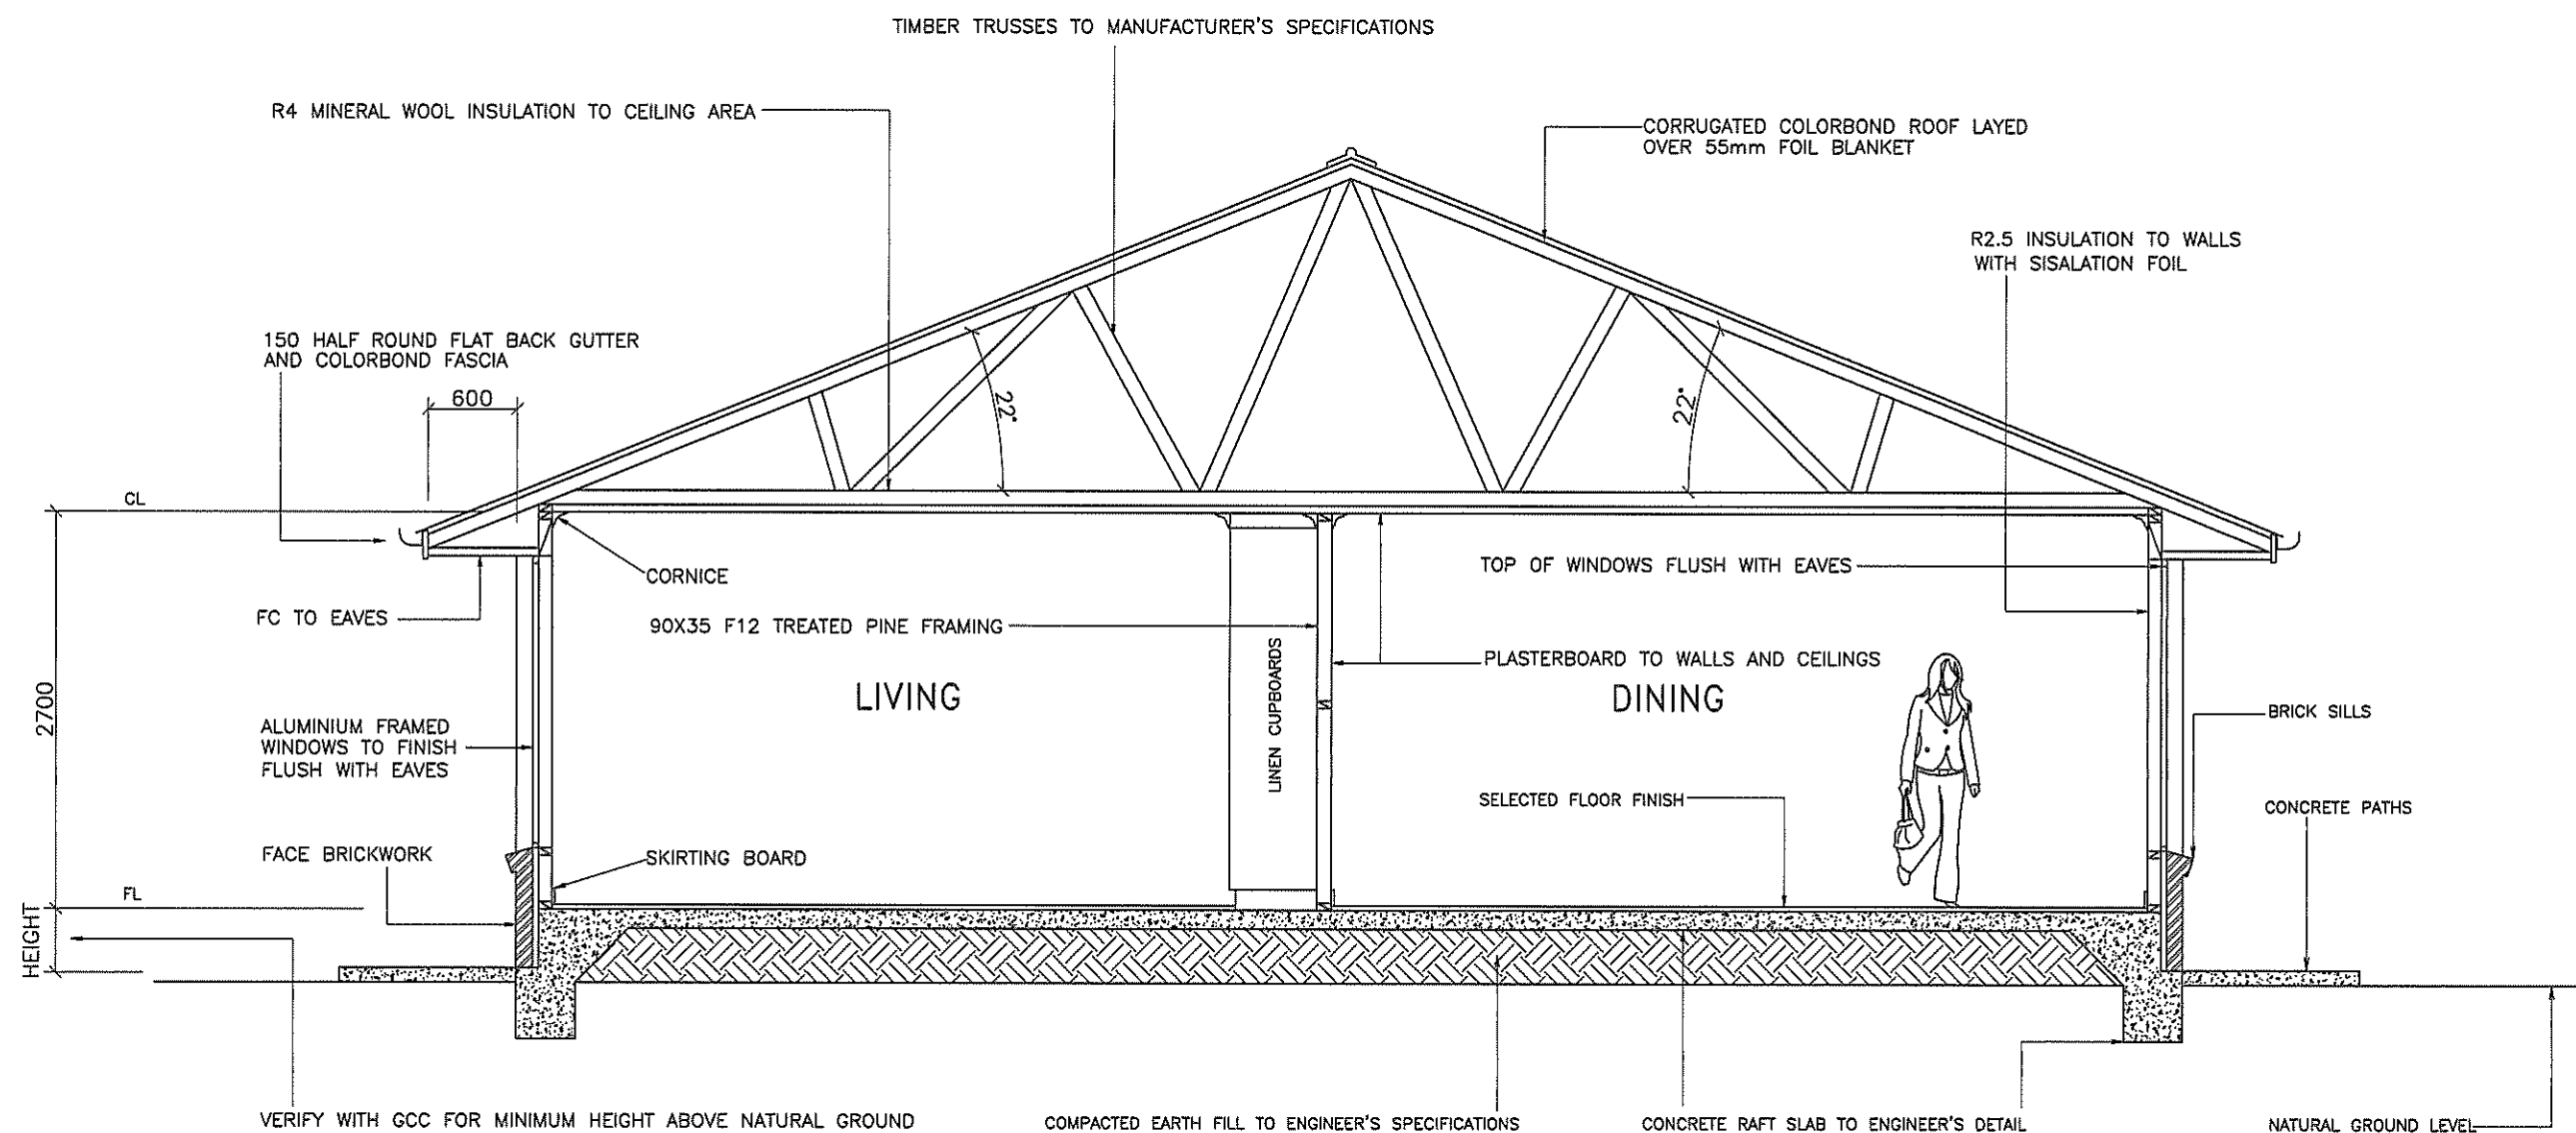 TIMBER TRUSSES TO MANUFACTURER'S SPECIFICATIONS
R4 MINERAL WOOL INSULATION TO CEILING AREA
CORRUGATED COLORBOND ROOF LAYED
OVER 55mm FOIL BLANKET
R2.5 INSULATION TO WALLS
WITH SISALATION FOIL
150 HALF ROUND FLAT BACK GUTTER
AND COLORBOND FASCIA
600
22°
22°
CL
CORNICE
TOP OF WINDOWS FLUSH WITH EAVES
FC TO EAVES
90X35 F12 TREATED PINE FRAMING
PLASTERBOARD TO WALLS AND CEILINGS
LINEN CUPBOARDS
LIVING
DINING
2700
BRICK SILLS
ALUMINIUM FRAMED
WINDOWS TO FINISH
FLUSH WITH EAVES
SELECTED FLOOR FINISH
CONCRETE PATHS
FACE BRICKWORK
SKIRTING BOARD
FL
HEIGHT
VERIFY WITH GCC FOR MINIMUM HEIGHT ABOVE NATURAL GROUND
COMPACTED EARTH FILL TO ENGINEER'S SPECIFICATIONS
CONCRETE RAFT SLAB TO ENGINEER'S DETAIL
NATURAL GROUND LEVEL